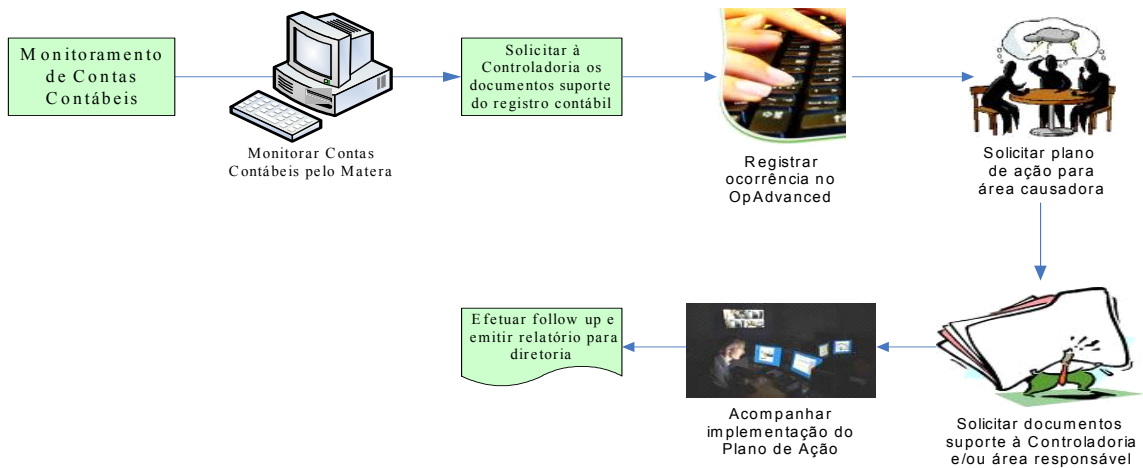 Monitoramento
de Contas
Contábeis
Monitorar Contas
Contábeis pelo Matera
Solicitar à
Controladoria os
documentos suporte
do registro contábil
Registrar
ocorrência no
OpAdvanced
Solicitar plano
de ação para
área causadora
Solicitar documentos
suporte à Controladoria
e/ou área responsável
Acompanhar
implementação do
Plano de Ação
Efetuar follow up e
emitir relatório para
diretoria